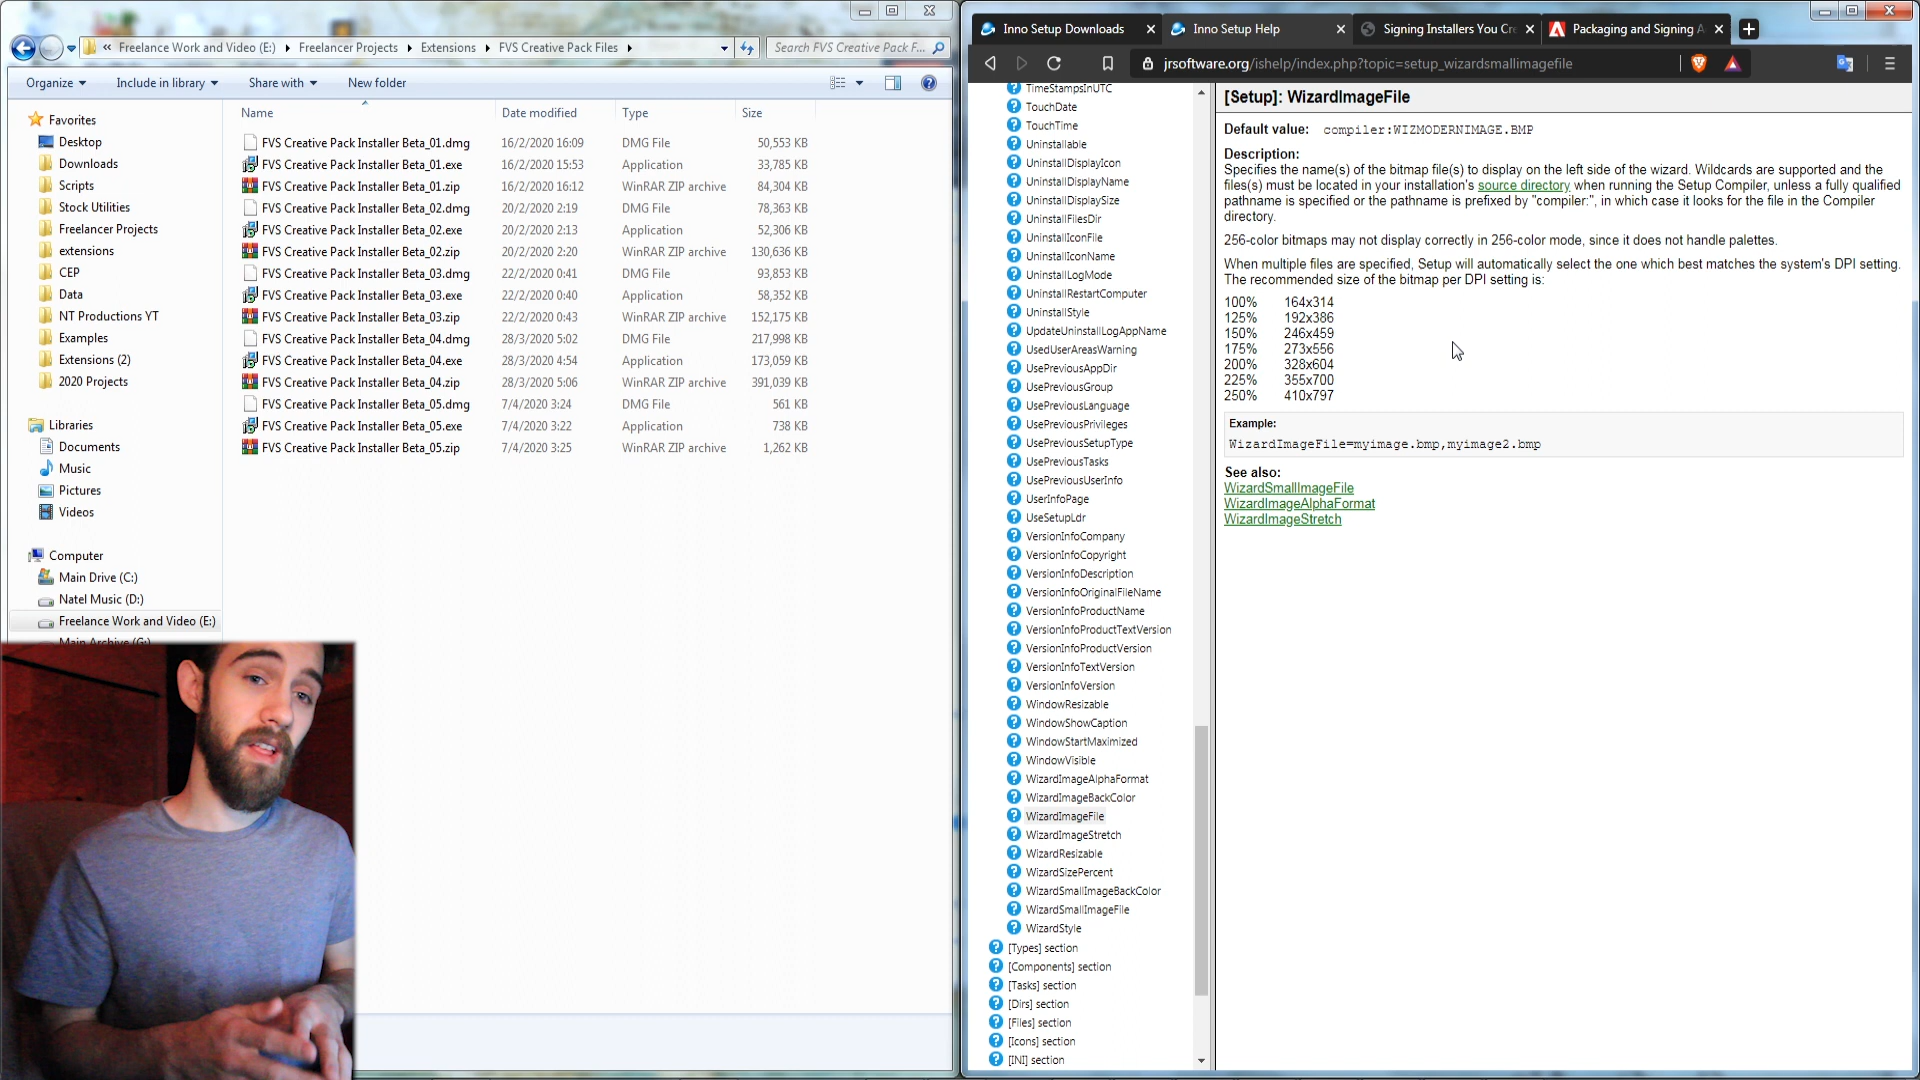 « Freelance Work and Video (E:) Freelancer Projects Extensions FVS Creative Pack Files
Search FVS Creative Pack F...
Organize Include in library Share with New folder
Name Date modified Type Size
FVS Creative Pack Installer Beta_01.dmg 16/2/2020 16:09 DMG File 50,553 KB
FVS Creative Pack Installer Beta_01.exe 16/2/2020 15:53 Application 33,785 KB
FVS Creative Pack Installer Beta_01.zip 16/2/2020 16:12 WinRAR ZIP archive 84,304 KB
FVS Creative Pack Installer Beta_02.dmg 20/2/2020 2:19 DMG File 78,363 KB
FVS Creative Pack Installer Beta_02.exe 20/2/2020 2:13 Application 52,306 KB
FVS Creative Pack Installer Beta_02.zip 20/2/2020 2:20 WinRAR ZIP archive 130,636 KB
FVS Creative Pack Installer Beta_03.dmg 22/2/2020 0:41 DMG File 93,853 KB
FVS Creative Pack Installer Beta_03.exe 22/2/2020 0:40 Application 58,352 KB
FVS Creative Pack Installer Beta_03.zip 22/2/2020 0:43 WinRAR ZIP archive 152,175 KB
FVS Creative Pack Installer Beta_04.dmg 28/3/2020 5:02 DMG File 217,998 KB
FVS Creative Pack Installer Beta_04.exe 28/3/2020 4:54 Application 173,059 KB
FVS Creative Pack Installer Beta_04.zip 28/3/2020 5:06 WinRAR ZIP archive 391,039 KB
FVS Creative Pack Installer Beta_05.dmg 7/4/2020 3:24 DMG File 561 KB
FVS Creative Pack Installer Beta_05.exe 7/4/2020 3:22 Application 738 KB
FVS Creative Pack Installer Beta_05.zip 7/4/2020 3:25 WinRAR ZIP archive 1,262 KB
Favorites
Desktop
Downloads
Scripts
Stock Utilities
Freelancer Projects
extensions
CEP
Data
NT Productions YT
Examples
Extensions (2)
2020 Projects
Libraries
Documents
Music
Pictures
Videos
Computer
Main Drive (C:)
Natel Music (D:)
Freelance Work and Video (E:)
Main Archive (G:)
Inno Setup Downloads
Inno Setup Help
Signing Installers You Cre
Packaging and Signing A
jrsoftware.org/ishelp/index.php?topic=setup_wizardsmallimagefile
TimeStampsInUTC
TouchDate
TouchTime
Uninstallable
UninstallDisplayIcon
UninstallDisplayName
UninstallDisplaySize
UninstallFilesDir
UninstallIconFile
UninstallIconName
UninstallLogMode
UninstallRestartComputer
UninstallStyle
UpdateUninstallLogAppName
UsedUserAreasWarning
UsePreviousAppDir
UsePreviousGroup
UsePreviousLanguage
UsePreviousPrivileges
UsePreviousSetupType
UsePreviousTasks
UsePreviousUserInfo
UserInfoPage
UseSetupLdr
VersionInfoCompany
VersionInfoCopyright
VersionInfoDescription
VersionInfoOriginalFileName
VersionInfoProductName
VersionInfoProductTextVersion
VersionInfoProductVersion
VersionInfoTextVersion
VersionInfoVersion
WindowResizable
WindowShowCaption
WindowStartMaximized
WindowVisible
WizardImageAlphaFormat
WizardImageBackColor
WizardImageFile
WizardImageStretch
WizardResizable
WizardSizePercent
WizardSmallImageBackColor
WizardSmallImageFile
WizardStyle
[Types] section
[Components] section
[Tasks] section
[Dirs] section
[Files] section
[Icons] section
[INI] section
[Setup]: WizardImageFile
Default value: compiler:WIZMODERNIMAGE.BMP
Description:
Specifies the name(s) of the bitmap file(s) to display on the left side of the wizard. Wildcards are supported and the
files(s) must be located in your installation's source directory when running the Setup Compiler, unless a fully qualified
pathname is specified or the pathname is prefixed by "compiler:", in which case it looks for the file in the Compiler
directory.
256-color bitmaps may not display correctly in 256-color mode, since it does not handle palettes.
When multiple files are specified, Setup will automatically select the one which best matches the system's DPI setting.
The recommended size of the bitmap per DPI setting is:
100% 164x314
125% 192x386
150% 246x459
175% 273x556
200% 328x604
225% 355x700
250% 410x797
Example:
WizardImageFile=myimage.bmp,myimage2.bmp
See also:
WizardSmallImageFile
WizardImageAlphaFormat
WizardImageStretch